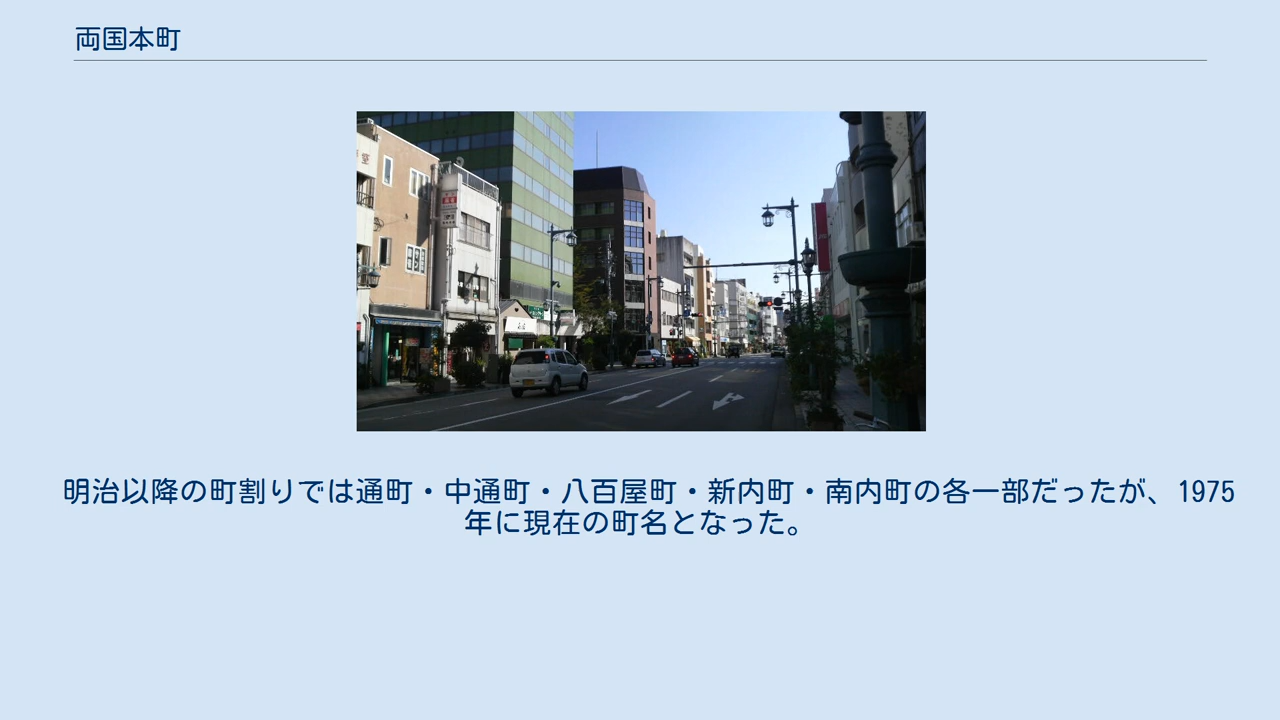 両国本町
明治以降の町割りでは通町・中通町・八百屋町・新内町・南内町の各一部だったが、1975
年に現在の町名となった。